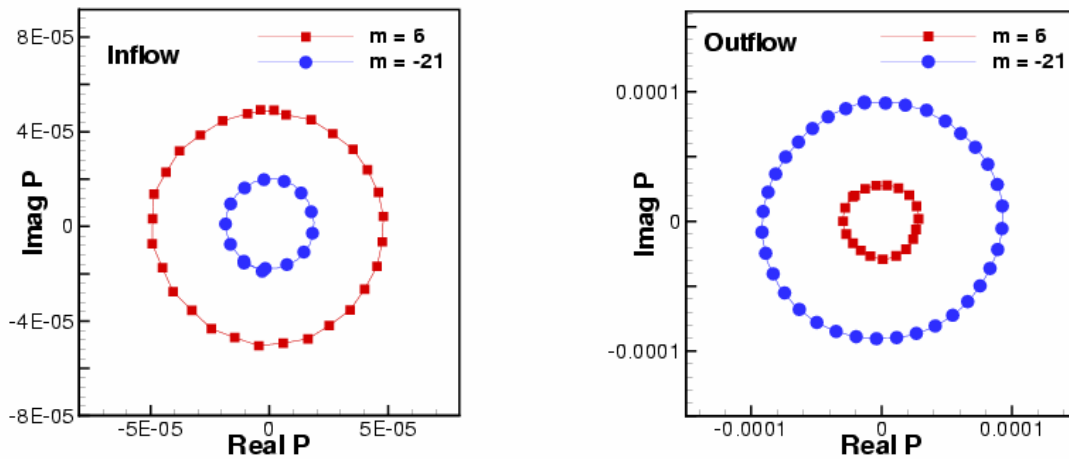 Inflow
m = 6
m = -21
8E-05
4E-05
0
-4E-05
-8E-05
Imag P
-5E-05
0
5E-05
Real P
Outflow
m = 6
m = -21
0.0001
0
-0.0001
Imag P
-0.0001
0
0.0001
Real P